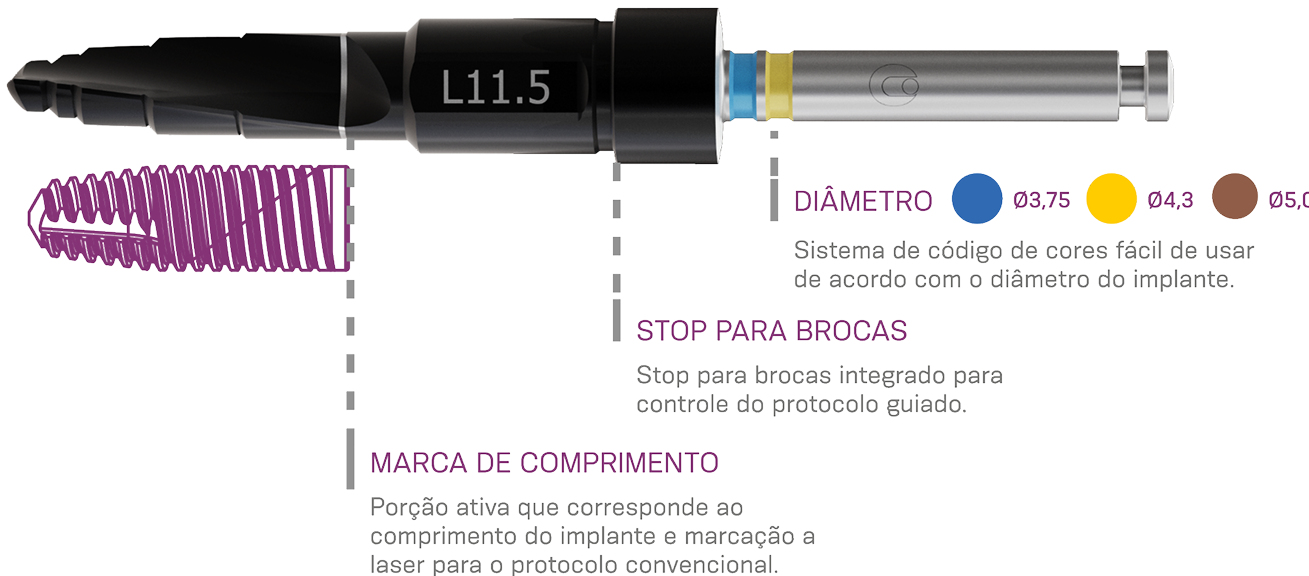 L11.5
DIÂMETRO Ø3,75 Ø4,3
Sistema de código de cores fácil de usar
de acordo com o diâmetro do implante.
STOP PARA BROCAS
Stop para brocas integrado para
controle do protocolo guiado.
MARCA DE COMPRIMENTO
Porção ativa que corresponde ao
comprimento do implante e marcação a
laser para o protocolo convencional.